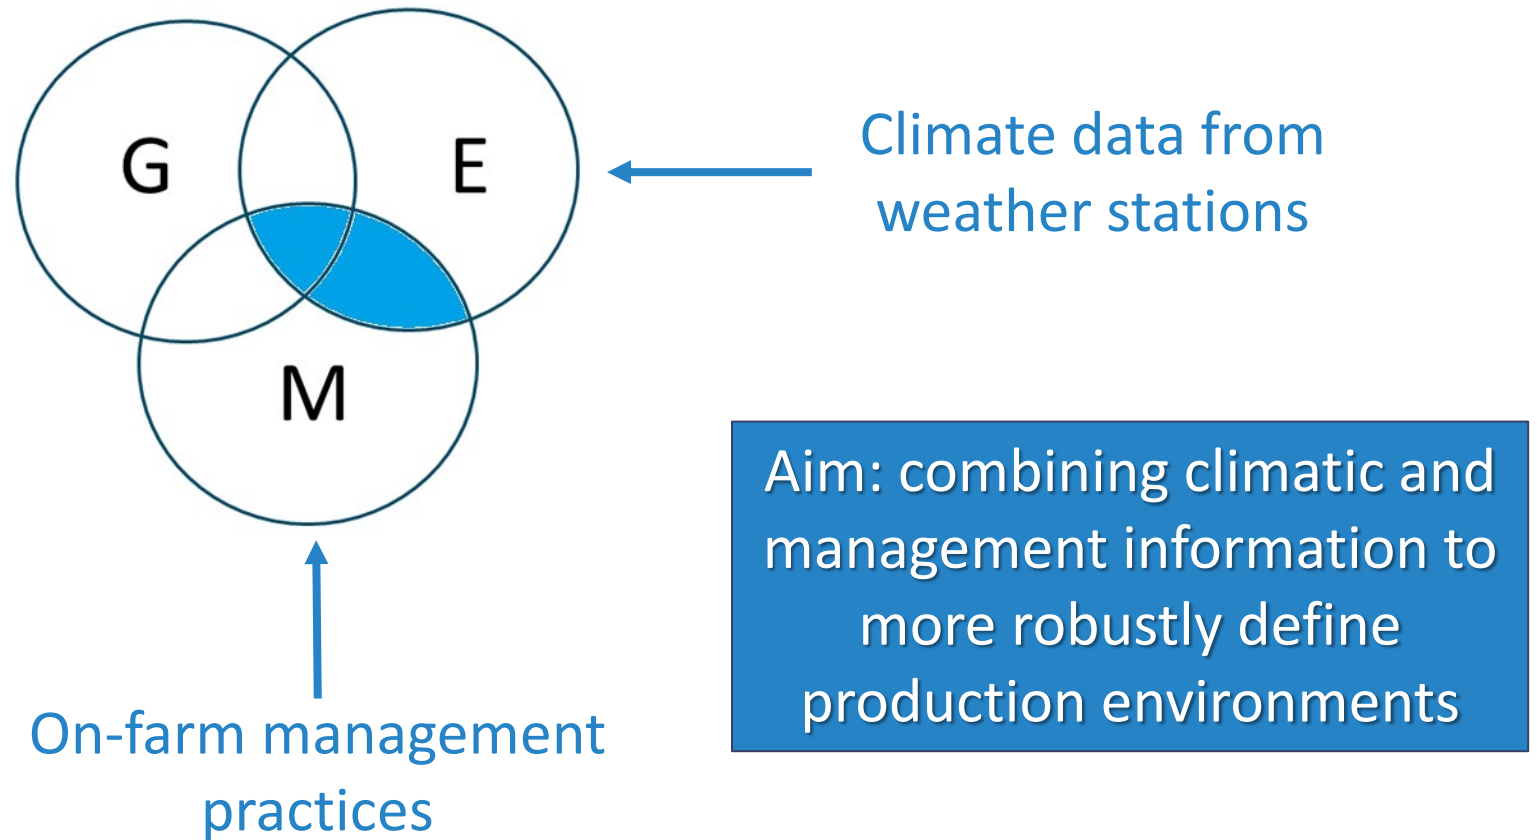 G
E
Climate data from
weather stations
M
Aim: combining climatic and
management information to
more robustly define
production environments
On-farm management
practices